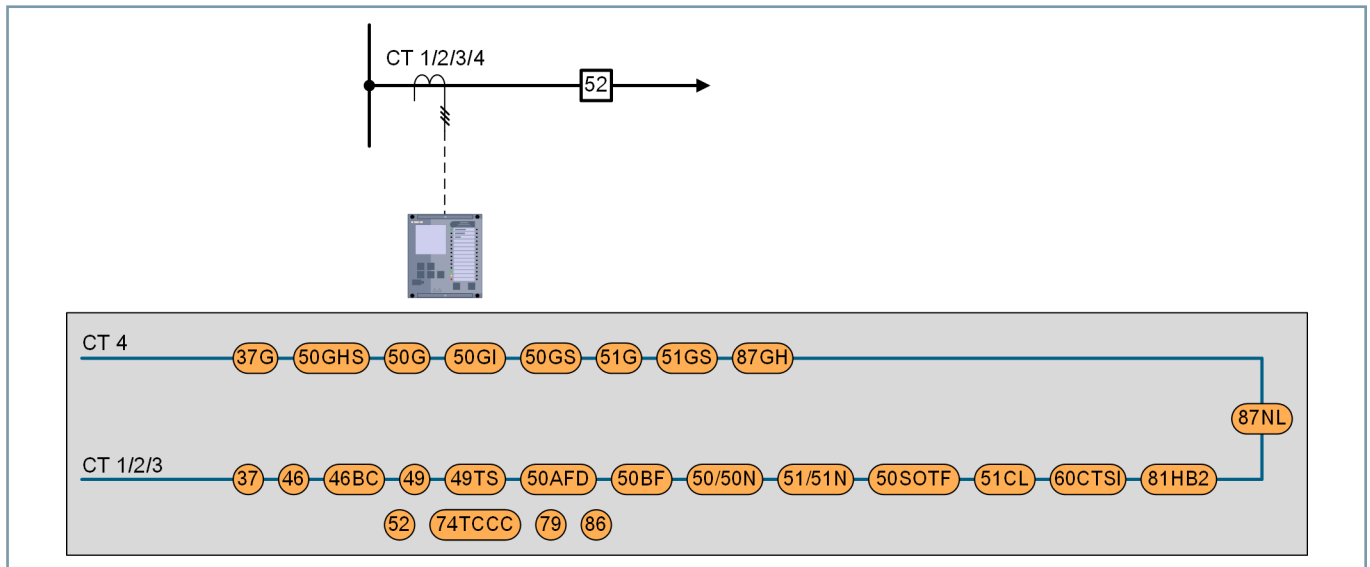 CT 1/2/3/4
52
CT 4
37G 50GHS 50G 50GI 50GS 51G 51GS 87GH
87NL
CT 1/2/3
37 46 46BC 49 49TS 50AFD 50BF 50/50N 51/51N 50SOTF 51CL 60CTSI 81HB2
52 74TCCC 79 86